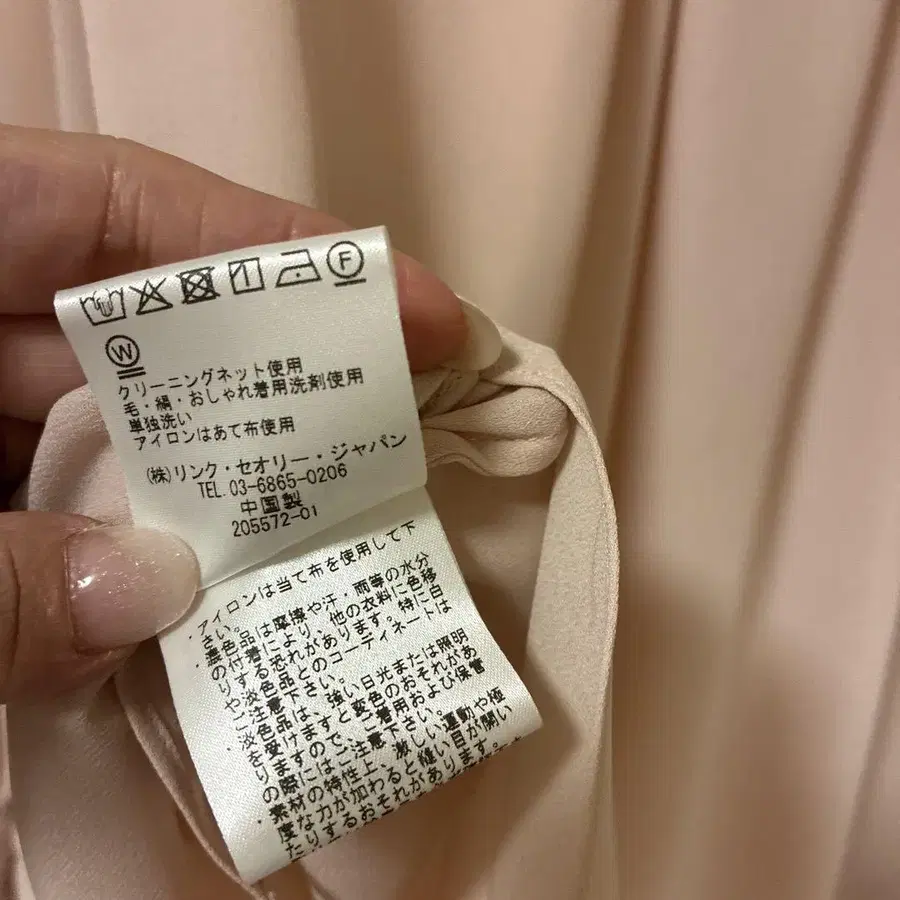 F
W
クリーニングネット使用
毛・絹・おしゃれ着用洗剤使用
単独洗い
アイロンはあて布使用
(株)リンク・セオリー・ジャパン
TEL.03-6865-0206
中国製
205572-01
・アイロンは当て布を使用して下
さい。
・濃色品は摩擦や汗・雨等の水分
の付着により、他の衣料に色移
りする恐れがあります。特に白
や淡色品とのコーディネートは
ご注意下さい。
・淡色品は、強い日光または照明
を受けますと変色のおそれがあ
りますので、ご着用および保管
の際にはご注意下さい。
・素材の特性上、激しい運動や極
度な力が加わると縫い目が開い
たりするおそれがあります。